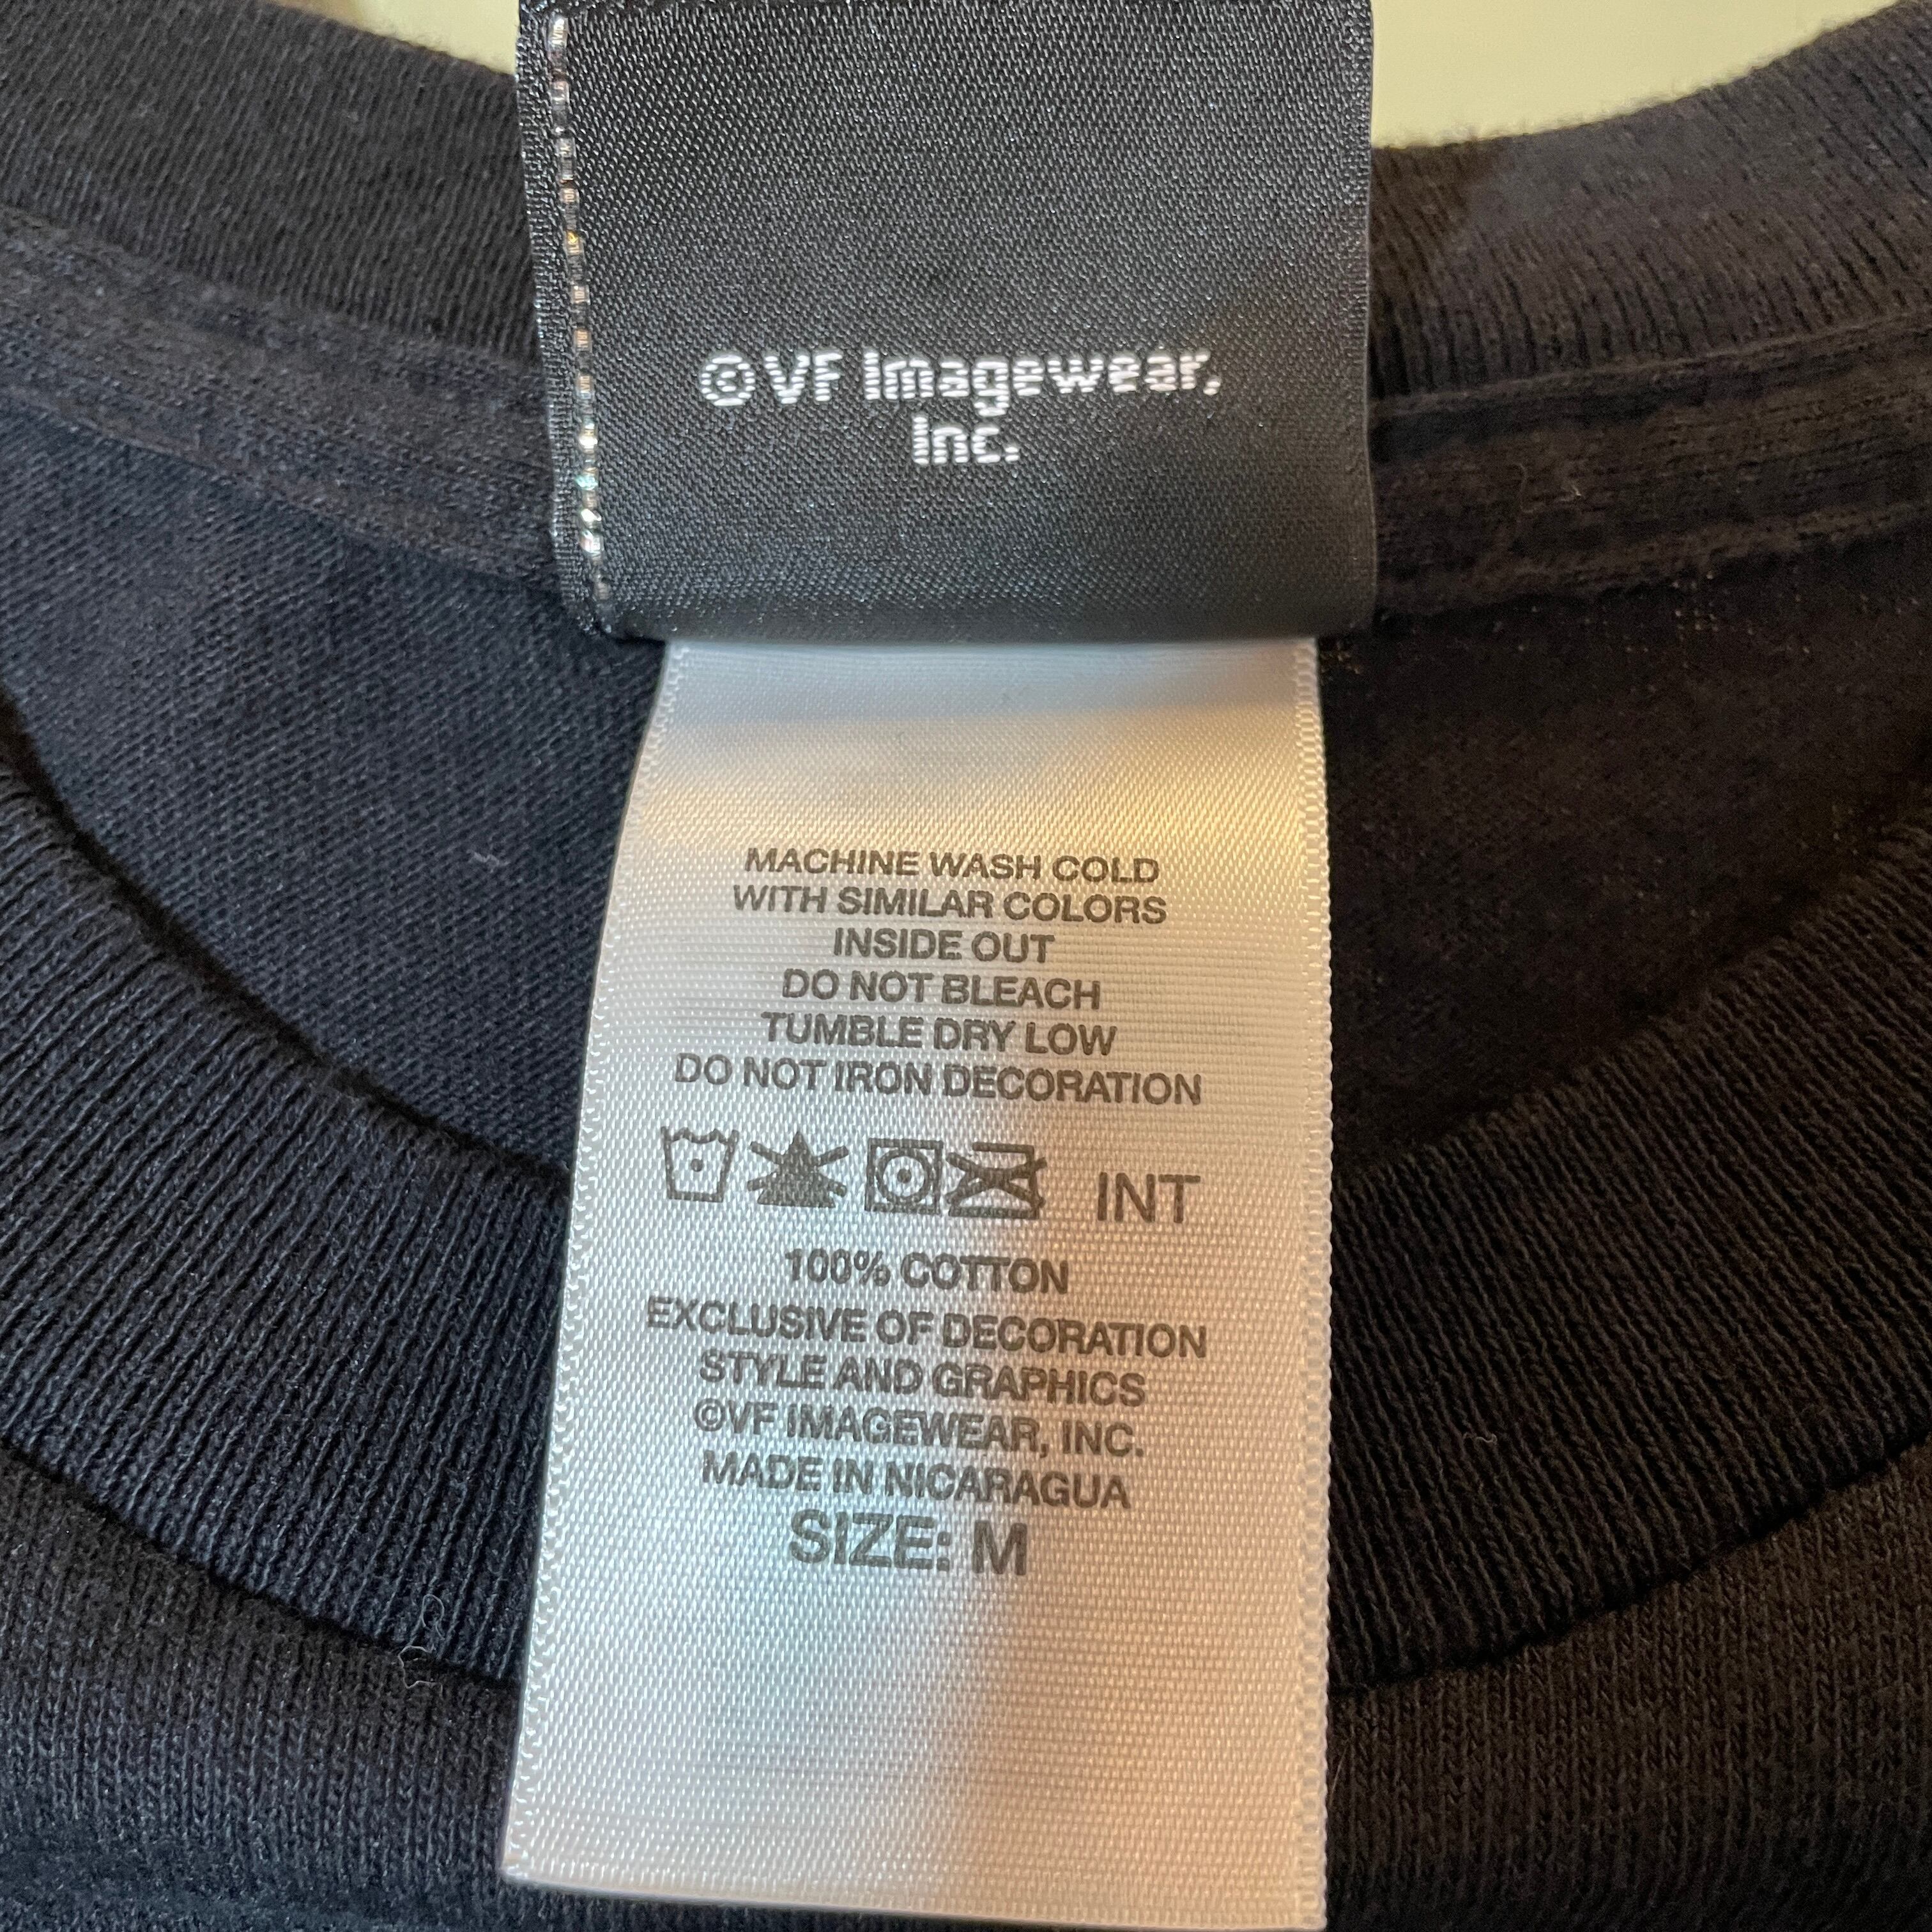 ©VF Imagewear,
Inc.
MACHINE WASH COLD
WITH SIMILAR COLORS
INSIDE OUT
DO NOT BLEACH
TUMBLE DRY LOW
DO NOT IRON DECORATION
INT
100% COTTON
EXCLUSIVE OF DECORATION
STYLE AND GRAPHICS
©VF IMAGEWEAR, INC.
MADE IN NICARAGUA
SIZE: M